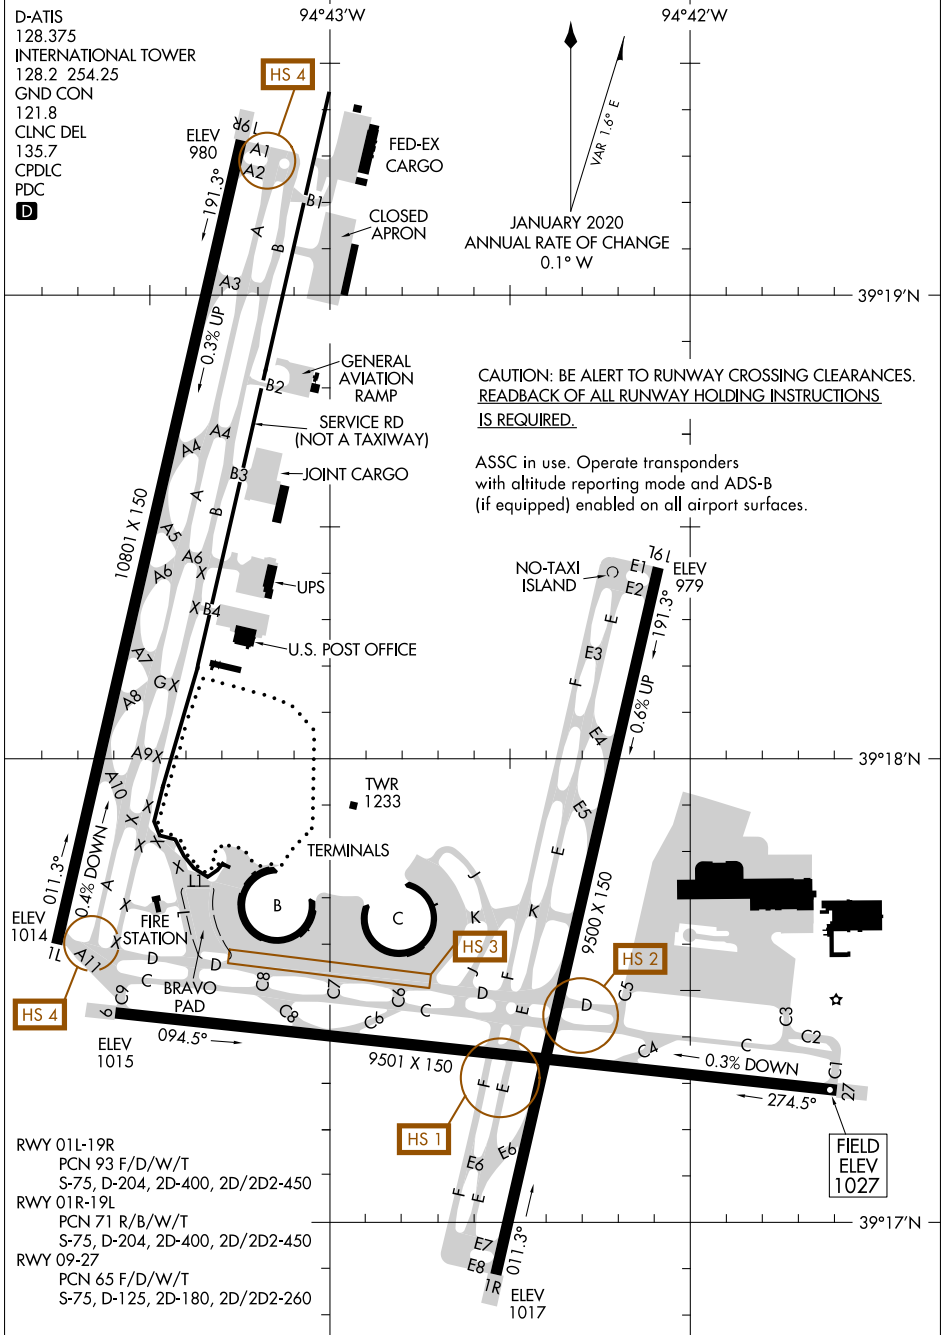 D-ATIS
128.375
INTERNATIONAL TOWER
128.2 254.25
GND CON
121.8
CLNC DEL
135.7
CPDLC
PDC
D
94°43'W
94°42'W
HS 4
19R
ELEV
980
A1
A2
191.3°
B1
FED-EX
CARGO
CLOSED
APRON
VAR 1.6° E
JANUARY 2020
ANNUAL RATE OF CHANGE
0.1° W
A
B
A3
39°19'N
0.3% UP
GENERAL
AVIATION
RAMP
B2
SERVICE RD
(NOT A TAXIWAY)
CAUTION: BE ALERT TO RUNWAY CROSSING CLEARANCES.
READBACK OF ALL RUNWAY HOLDING INSTRUCTIONS
IS REQUIRED.
A4
A4
B3
JOINT CARGO
ASSC in use. Operate transponders
with altitude reporting mode and ADS-B
(if equipped) enabled on all airport surfaces.
10801 X 150
A
B
A5
A6
A6
X
UPS
X
B4
U.S. POST OFFICE
NO-TAXI
ISLAND
C
E1
E2
19L
ELEV
979
191.3°
E
E3
F
0.6% UP
E4
A7
G X
A8
A9
X
39°18'N
A10
X
X
X
X
X
TWR
1233
TERMINALS
E5
E
011.3°
0.4% DOWN
A
X
L
L
B
C
J
K
K
9500 X 150
ELEV
1014
1L
FIRE
STATION
X
A11
HS 4
D
C
D
BRAVO
PAD
C8
C7
C6
HS 3
J
D
F
E
D
HS 2
C5
C9
9
ELEV
1015
094.5°
C8
C6
C
9501 X 150
C4
C
0.3% DOWN
C3
C2
C1
27
274.5°
F
E
HS 1
FIELD
ELEV
1027
E6
E6
F
E
RWY 01L-19R
PCN 93 F/D/W/T
S-75, D-204, 2D-400, 2D/2D2-450
RWY 01R-19L
PCN 71 R/B/W/T
S-75, D-204, 2D-400, 2D/2D2-450
RWY 09-27
PCN 65 F/D/W/T
S-75, D-125, 2D-180, 2D/2D2-260
39°17'N
E7
E8
1R
011.3°
ELEV
1017